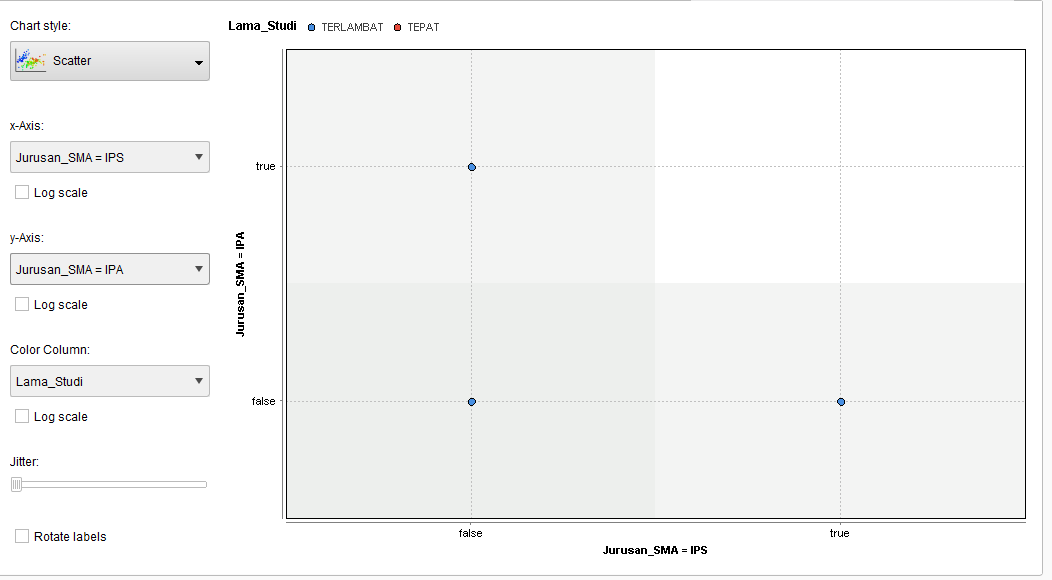 Chart style:
Scatter
x-Axis:
Jurusan_SMA = IPS
Log scale
y-Axis:
Jurusan_SMA = IPA
Log scale
Color Column:
Lama_Studi
Log scale
Jitter:
Rotate labels
Lama_Studi TERLAMBAT TEPAT
true
Jurusan_SMA = IPA
false
false true
Jurusan_SMA = IPS